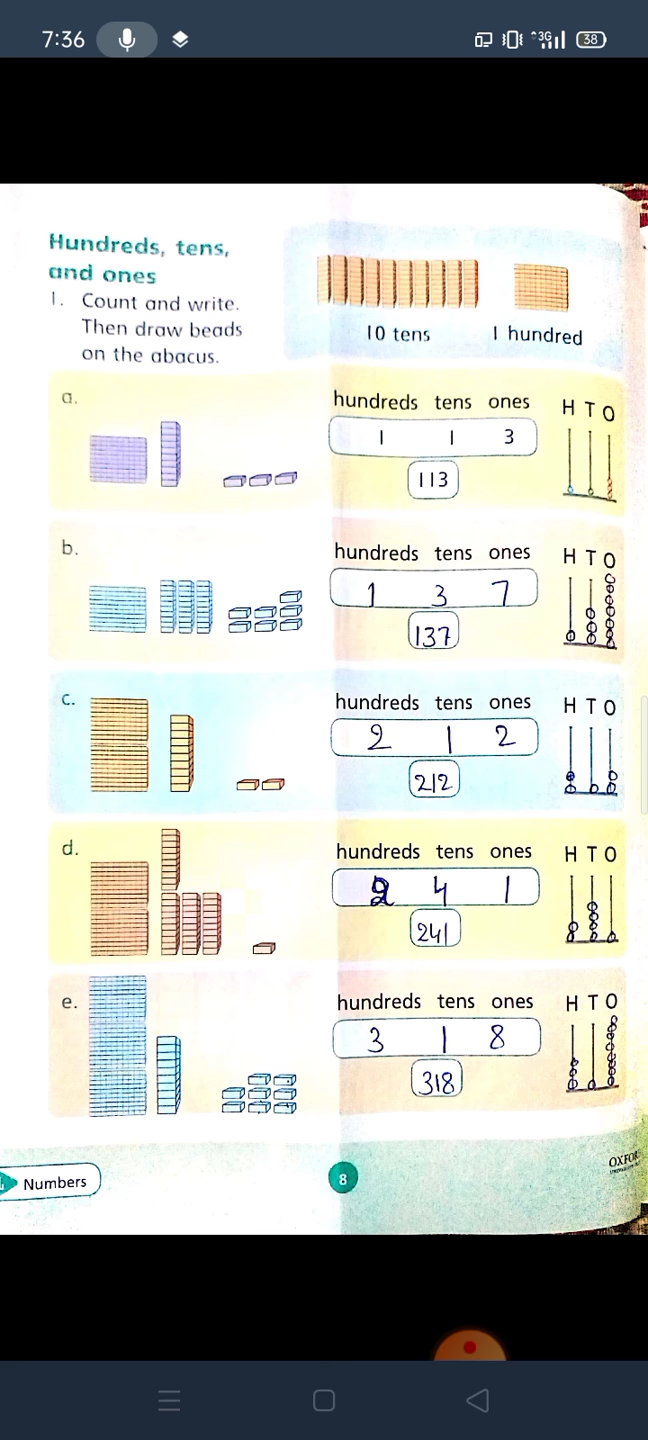 7:36
3G
38
Hundreds, tens,
and ones
1. Count and write.
Then draw beads
on the abacus.
10 tens 1 hundred
a.
hundreds tens ones
H T O
1 1 3
113
b.
hundreds tens ones
H T O
1 3 7
137
c.
hundreds tens ones
H T O
2 1 2
212
d.
hundreds tens ones
H T O
2 4 1
241
e.
hundreds tens ones
H T O
3 1 8
318
Numbers
8
OXFO